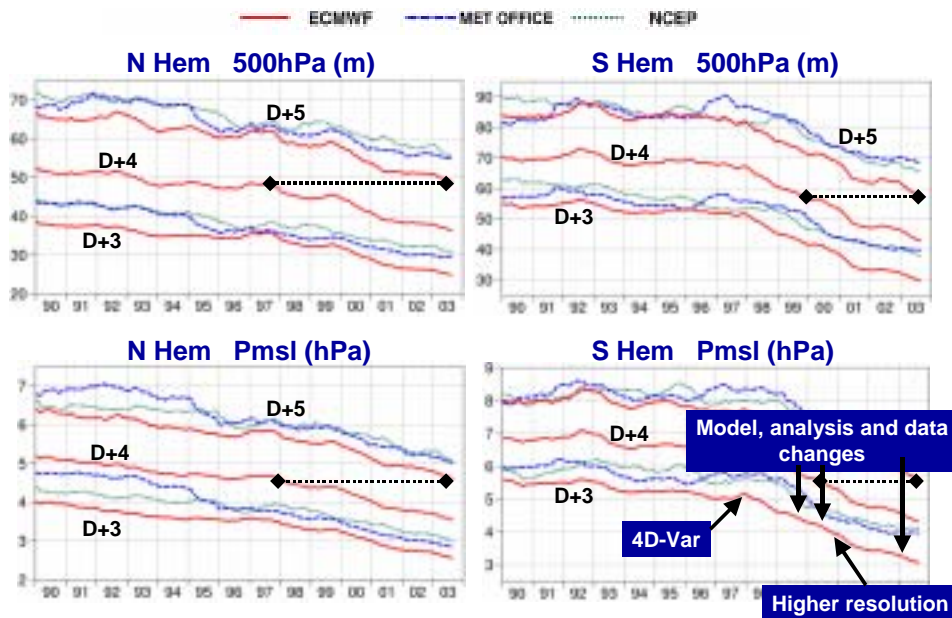 ECMWF MET OFFICE NCEP
N Hem 500hPa (m)
S Hem 500hPa (m)
70
60
50
40
30
20
D+5
D+4
D+3
90 91 92 93 94 95 96 97 98 99 00 01 02 03
90
80
70
60
50
40
30
D+5
D+4
D+3
90 91 92 93 94 95 96 97 98 99 00 01 02 03
N Hem Pmsl (hPa)
S Hem Pmsl (hPa)
7
6
5
4
3
2
D+5
D+4
D+3
90 91 92 93 94 95 96 97 98 99 00 01 02 03
9
8
7
6
5
4
3
D+4
D+3
Model, analysis and data
changes
4D-Var
Higher resolution
90 91 92 93 94 95 96 97 99 00 01 02 03